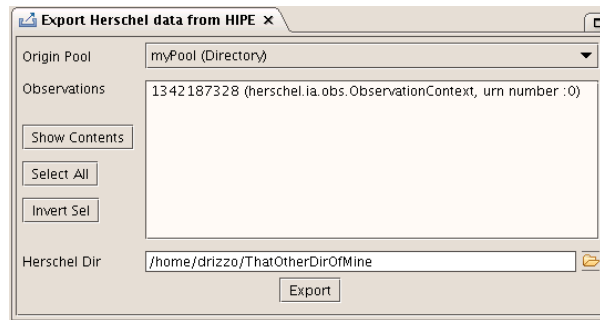 Export Herschel data from HIPE ×
Origin Pool
myPool (Directory)
Observations
1342187328 (herschel.ia.obs.ObservationContext, urn number :0)
Show Contents
Select All
Invert Sel
Herschel Dir
/home/drizzo/ThatOtherDirOfMine
Export